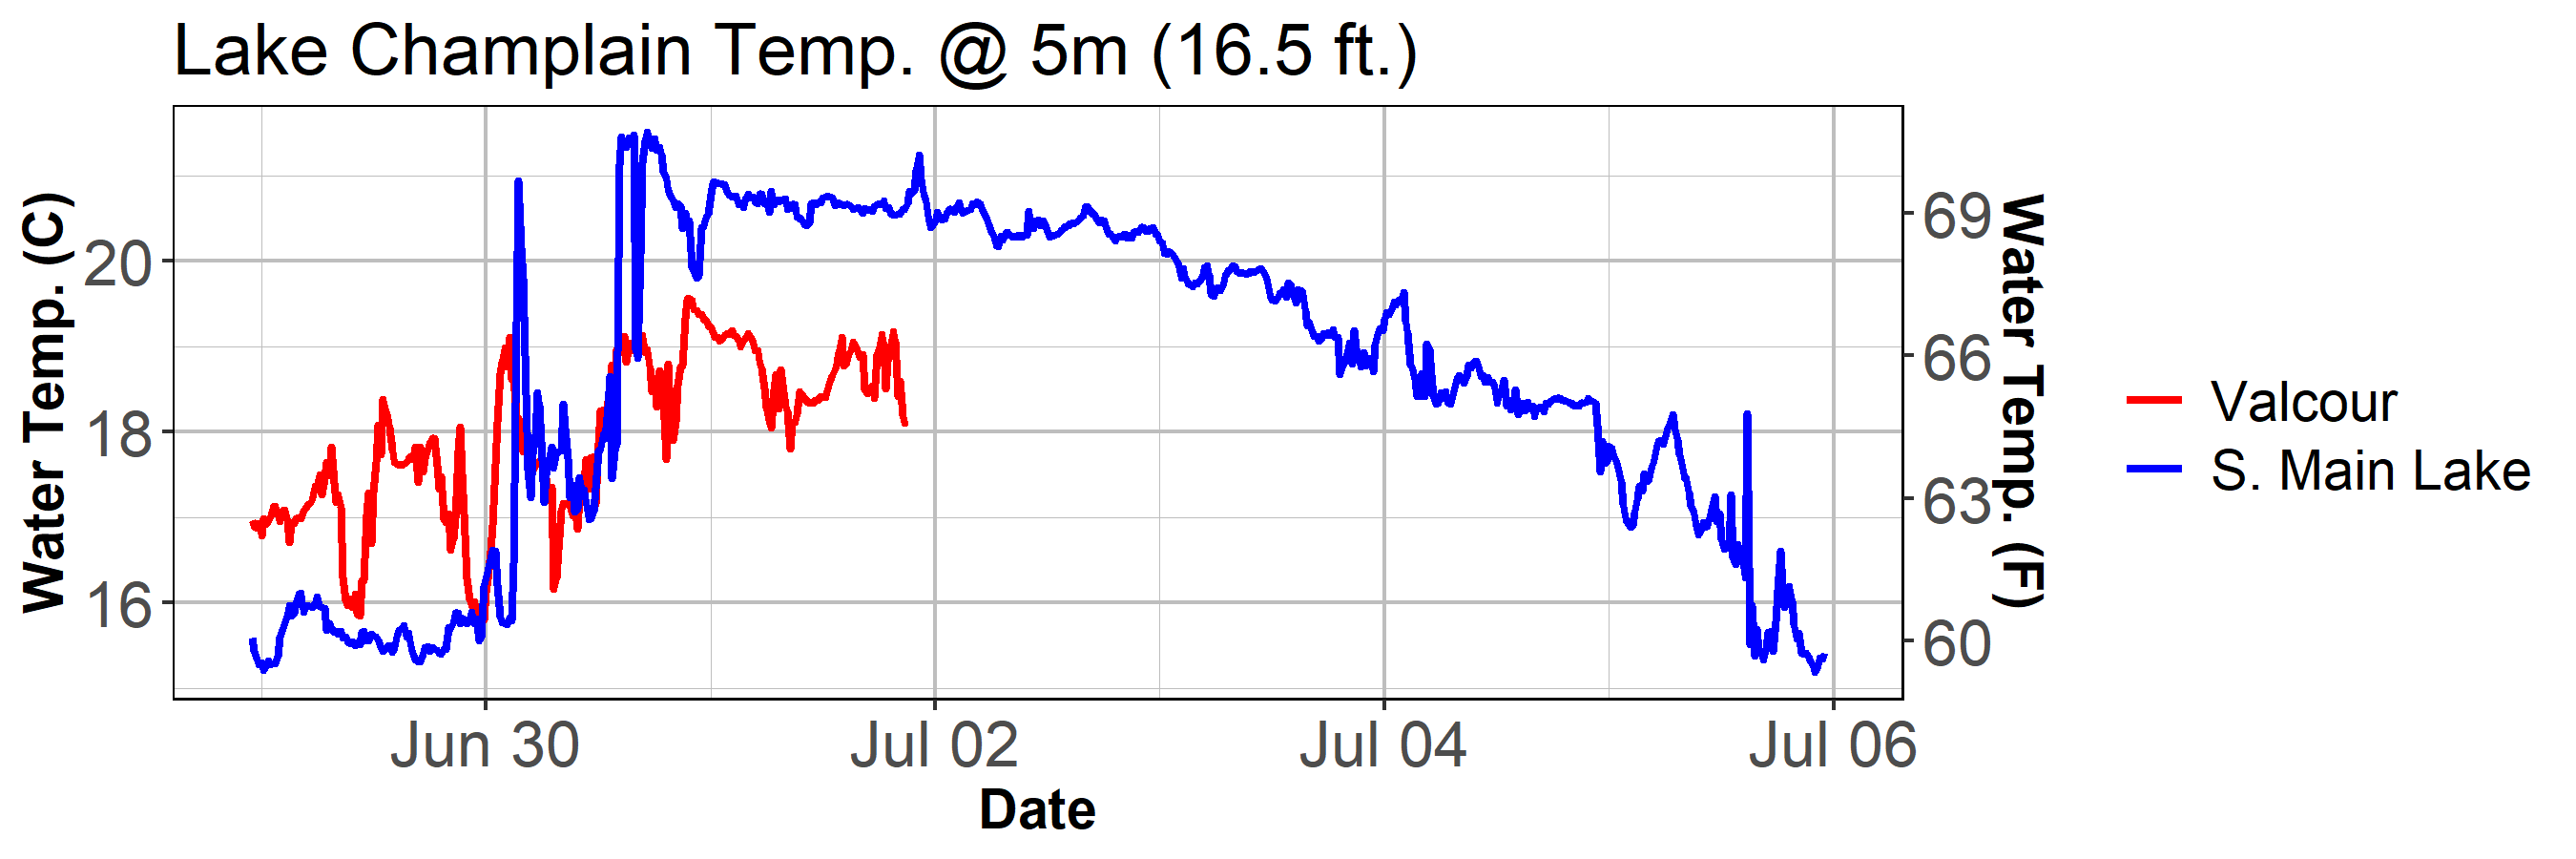 Lake Champlain Temp. @ 5m (16.5 ft.)
Water Temp. (C)
20
18
16
69
66
63
60
Water Temp. (F)
Jun 30
Jul 02
Jul 04
Jul 06
Date
Valcour
S. Main Lake